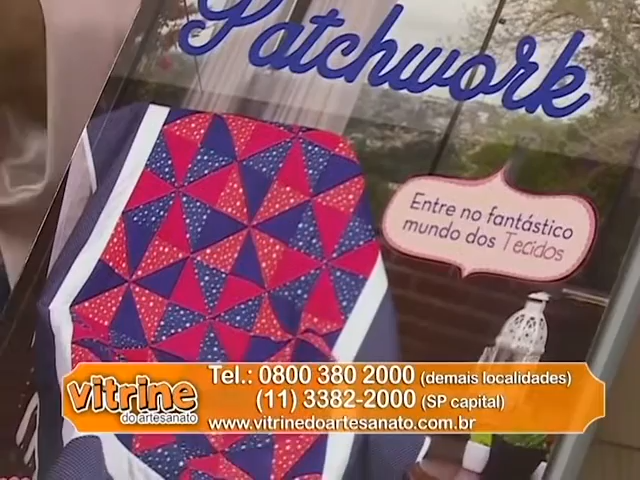 Patchwork
Entre no fantástico
mundo dos Tecidos
vitrine
do artesanato
Tel.: 0800 380 2000 (demais localidades)
(11) 3382-2000 (SP capital)
www.vitrinedoartesanato.com.br